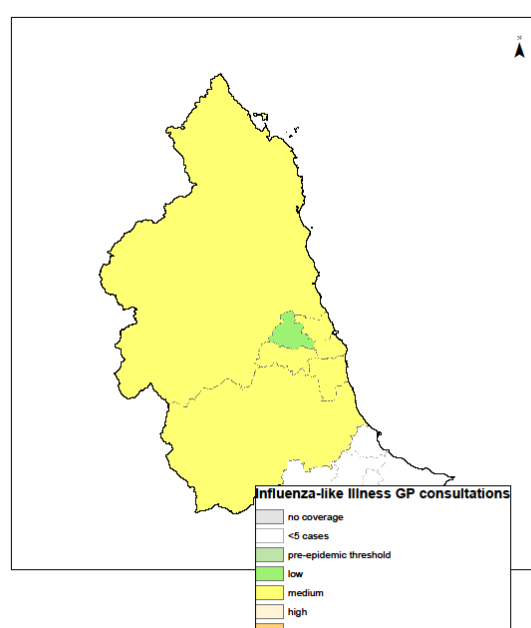 Influenza-like Illness GP consultations
no coverage
<5 cases
pre-epidemic threshold
low
medium
high